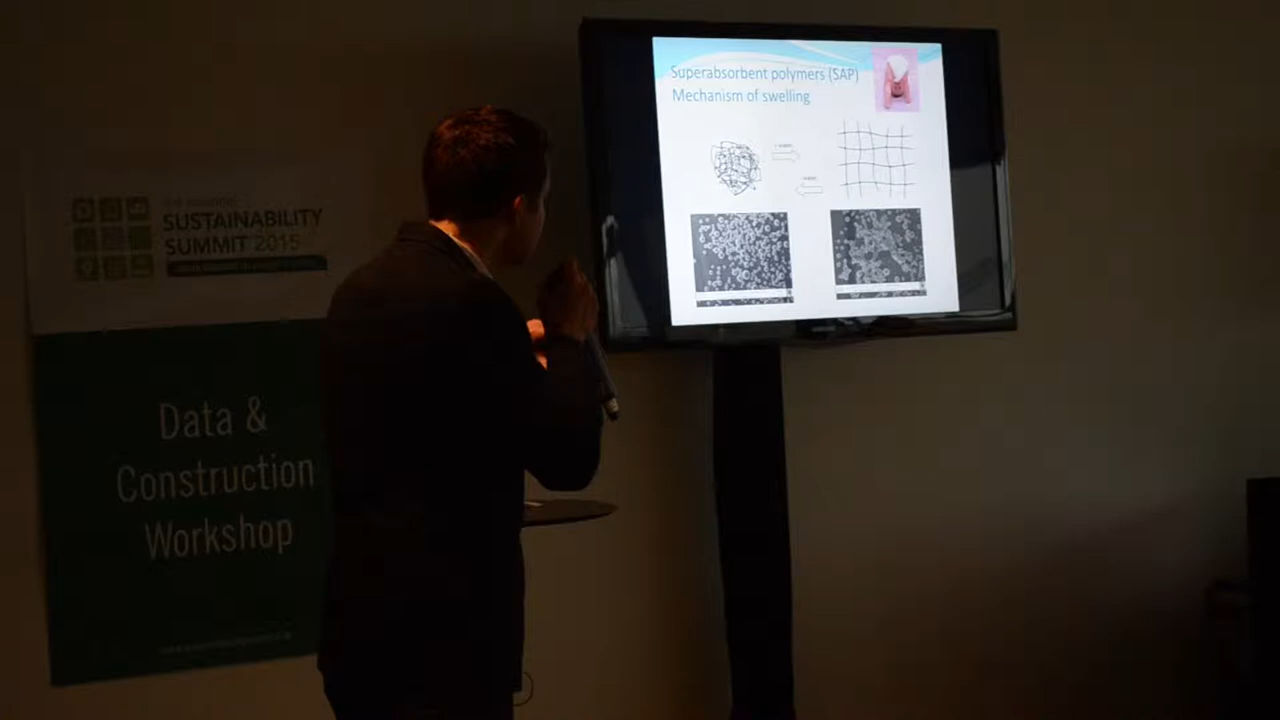 SUSTAINABILITY
SUMMIT 2015
Data &
Construction
Workshop
Superabsorbent polymers (SAP)
Mechanism of swelling